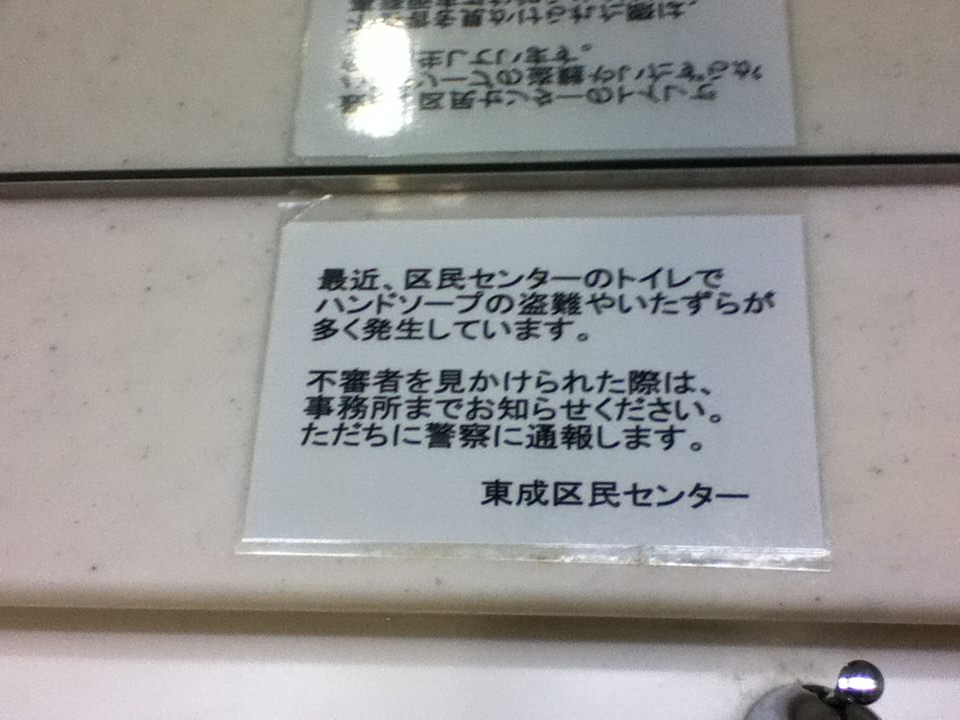 最近、区民センターのトイレで
ハンドソープの盗難やいたずらが
多く発生しています。
不審者を見かけられた際は、
事務所までお知らせください。
ただちに警察に通報します。
東成区民センター